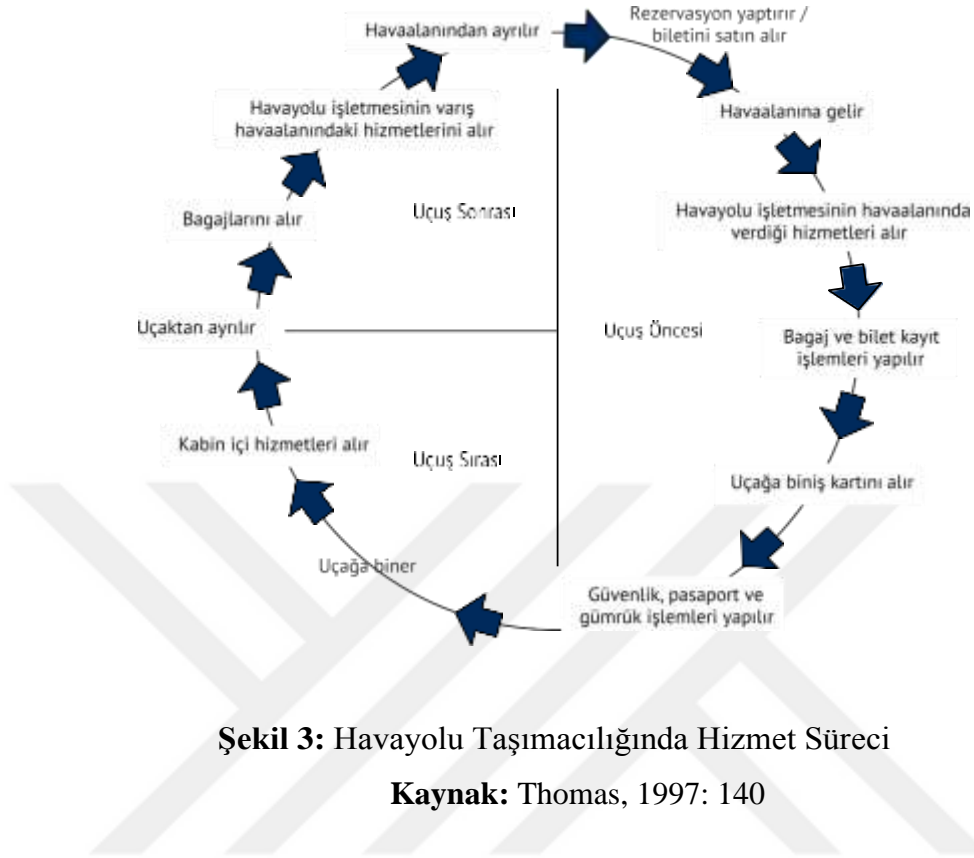 Havaalanından ayrılır
Rezervasyon yaptırır /
biletini satın alır
Havaalanına gelir
Havayolu işletmesinin havaalanında
verdiği hizmetleri alır
Bagaj ve bilet kayıt
işlemleri yapılır
Uçağa biniş kartını alır
Güvenlik, pasaport ve
gümrük işlemleri yapılır
Uçağa biner
Kabin içi hizmetleri alır
Uçaktan ayrılır
Bagajlarını alır
Havayolu işletmesinin varış
havaalanındaki hizmetlerini alır
Uçuş Sonrası
Uçuş Öncesi
Uçuş Sırası
Şekil 3: Havayolu Taşımacılığında Hizmet Süreci
Kaynak: Thomas, 1997: 140